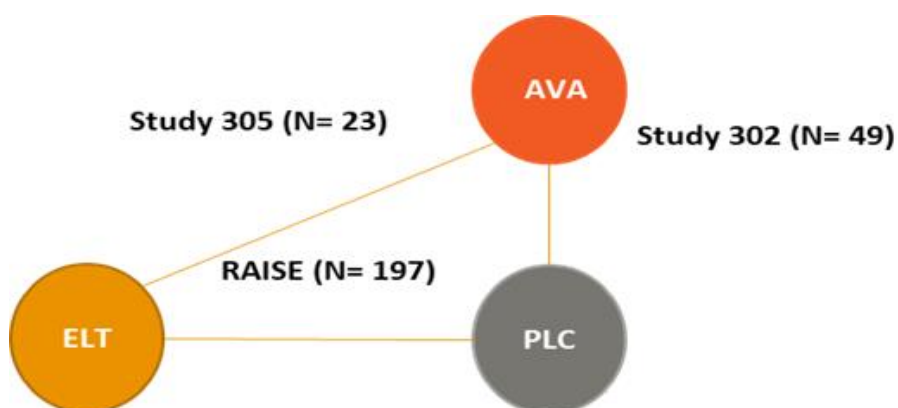 AVA
Study 305 (N= 23)
Study 302 (N= 49)
RAISE (N= 197)
ELT
PLC